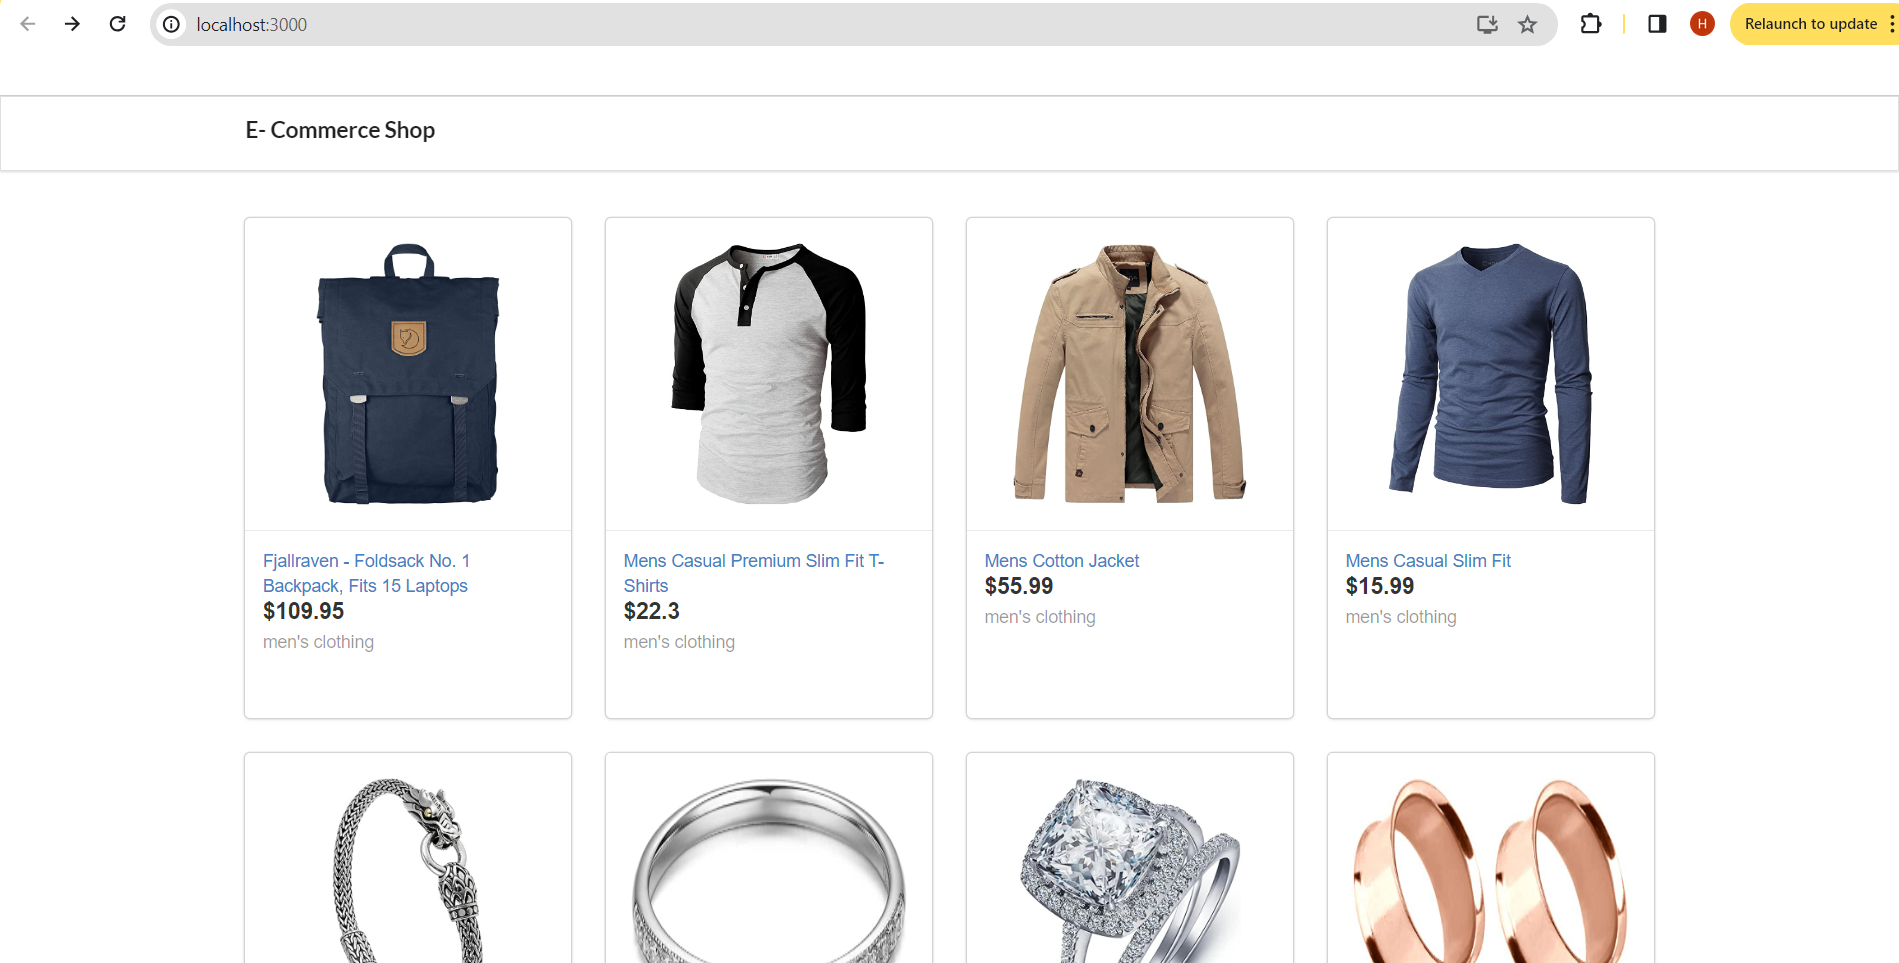 localhost:3000
H
Relaunch to update
E- Commerce Shop
Fjallraven - Foldsack No. 1
Backpack, Fits 15 Laptops
$109.95
men's clothing
Mens Casual Premium Slim Fit T-
Shirts
$22.3
men's clothing
Mens Cotton Jacket
$55.99
men's clothing
Mens Casual Slim Fit
$15.99
men's clothing